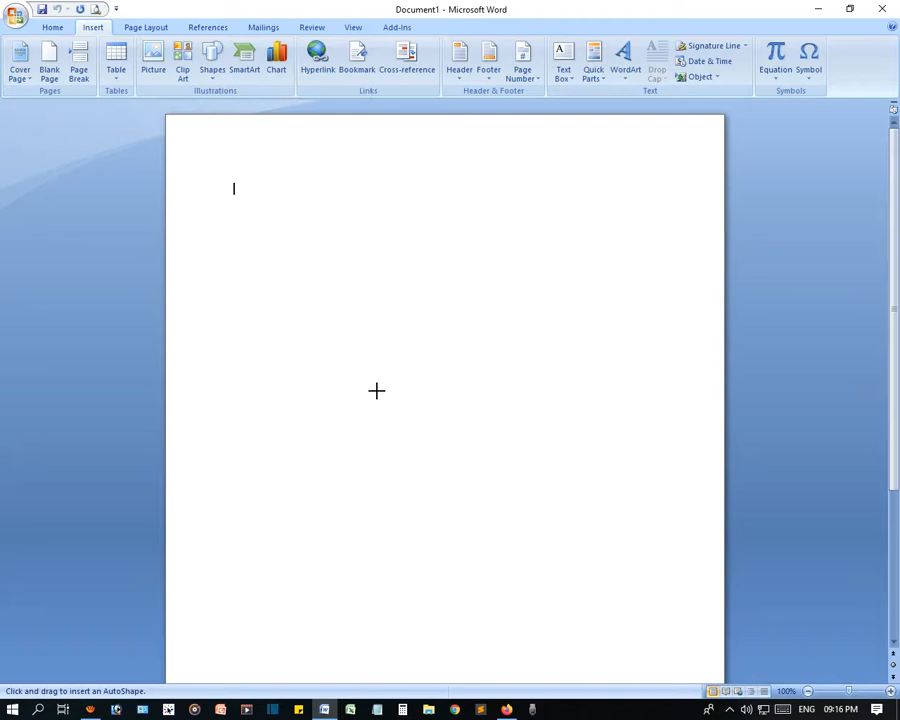 Document1 - Microsoft Word
Home Insert Page Layout References Mailings Review View Add-Ins
Cover Page Blank Page Page Break Table Picture Clip Art Shapes SmartArt Chart Hyperlink Bookmark Cross-reference Header Footer Page Number Text Box Quick Parts WordArt Drop Cap Signature Line Date & Time Object Equation Symbol
Pages Tables Illustrations Links Header & Footer Text Symbols
Click and drag to insert an AutoShape. 100%
ENG 09:16 PM